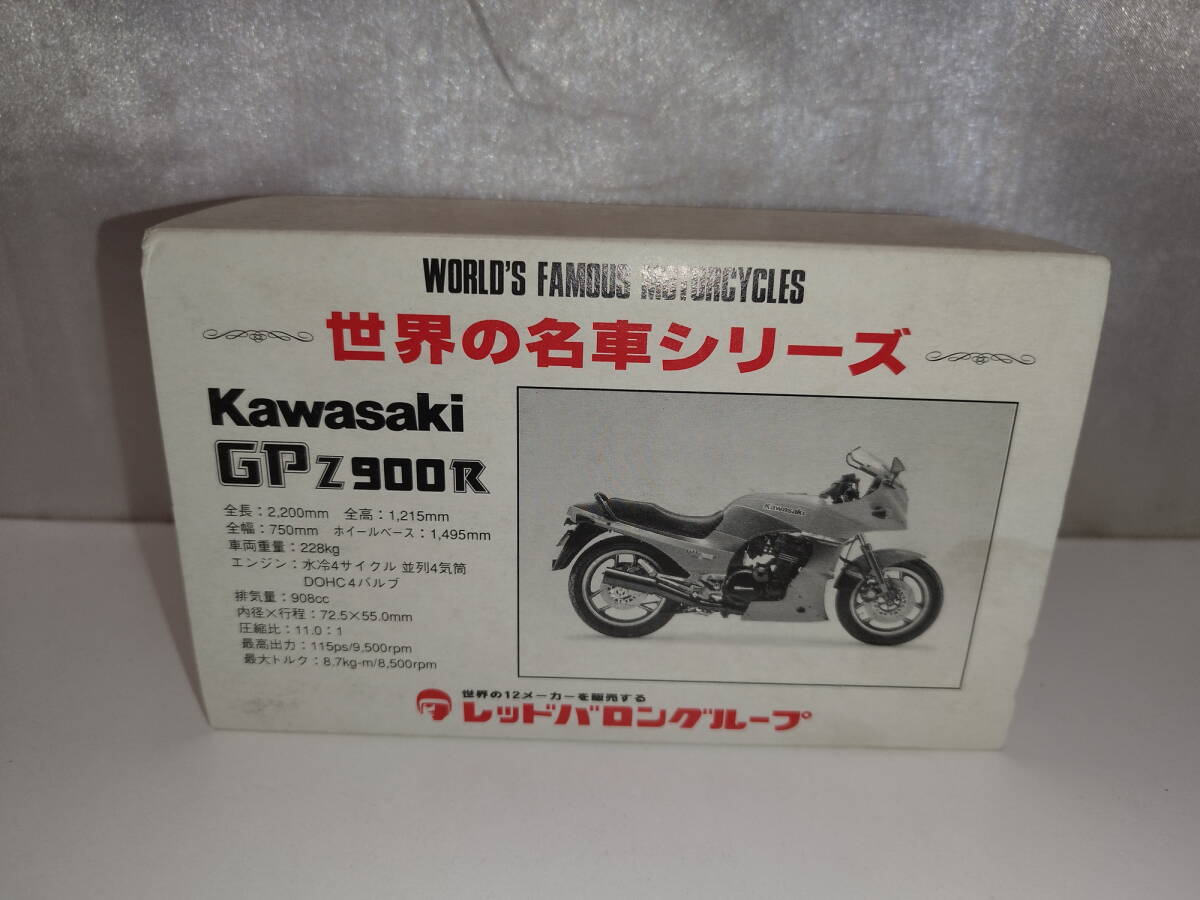 WORLD'S FAMOUS MOTORCYCLES
世界の名車シリーズ
Kawasaki
GPZ900R
全長：2,200mm 全高：1,215mm
全幅：750mm ホイールベース：1,495mm
車両重量：228kg
エンジン：水冷4サイクル 並列4気筒
DOHC4バルブ
排気量：908cc
内径×行程：72.5×55.0mm
圧縮比：11.0：1
最高出力：115ps/9,500rpm
最大トルク：8.7kg-m/8,500rpm
Kawasaki
世界の12メーカーを販売する
レッドバロングループ